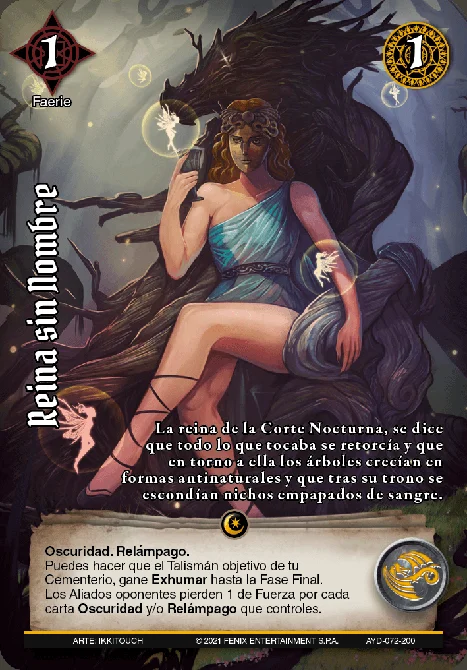 1
1
Faerie
Reina sin Nombre
La reina de la Corte Nocturna, se dice
que todo lo que tocaba se retorcía y que
en torno a ella los árboles crecían en
formas antinaturales y que tras su trono se
escondían nichos empapados de sangre.
Oscuridad. Relámpago.
Puedes hacer que el Talismán objetivo de tu
Cementerio, gane Exhumar hasta la Fase Final.
Los Aliados oponentes pierden 1 de Fuerza por cada
carta Oscuridad y/o Relámpago que controles.
ARTE: IKKITOUCH © 2021 FENIX ENTERTAINMENT S.P.A. AYD-072-200